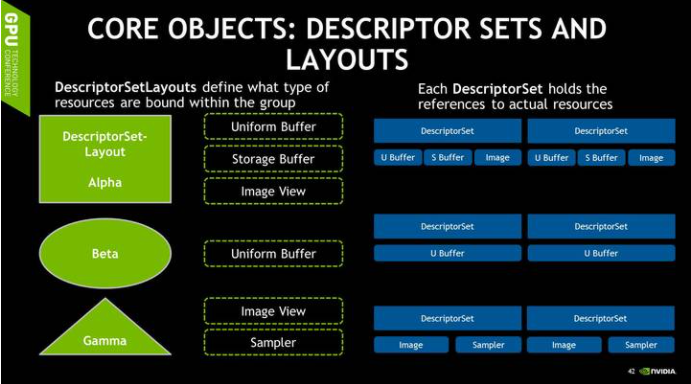 GPU TECHNOLOGY
CONFERENCE
CORE OBJECTS: DESCRIPTOR SETS AND
LAYOUTS
DescriptorSetLayouts define what type of
resources are bound within the group
DescriptorSet-
Layout
Alpha
Uniform Buffer
Storage Buffer
Image View
Beta
Uniform Buffer
Gamma
Image View
Sampler
Each DescriptorSet holds the
references to actual resources
DescriptorSet
U Buffer S Buffer Image
DescriptorSet
U Buffer S Buffer Image
DescriptorSet
U Buffer
DescriptorSet
U Buffer
DescriptorSet
Image Sampler
DescriptorSet
Image Sampler
42 NVIDIA.